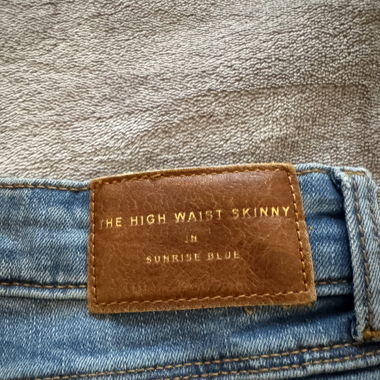 THE HIGH WAIST SKINNY
IN
SUNRISE BLUE